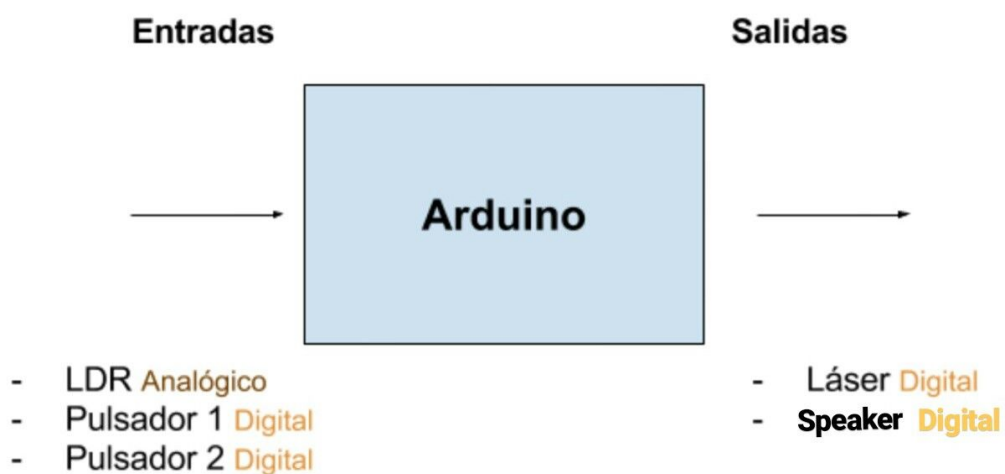 Entradas
Salidas
Arduino
- LDR Analógico
- Pulsador 1 Digital
- Pulsador 2 Digital
- Láser Digital
- Speaker Digital